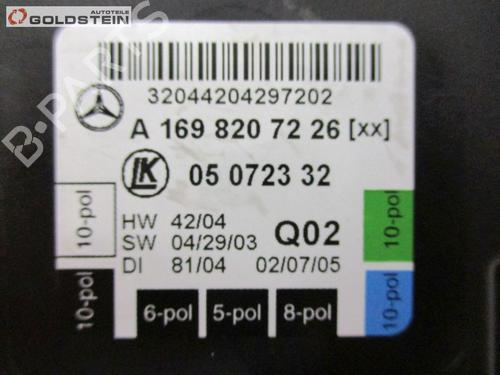 Autoteile
GOLDSTEIN
32044204297202
A 169 820 72 26 [xx]
LK 05 0723 32
HW 42/04
SW 04/29/03 Q02
DI 81/04 02/07/05
10-pol
10-pol
10-pol
10-pol
6-pol 5-pol 8-pol